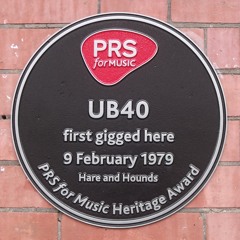 PRS
for MUSIC
UB40
first gigged here
9 February 1979
Hare and Hounds
PRS for Music Heritage Award